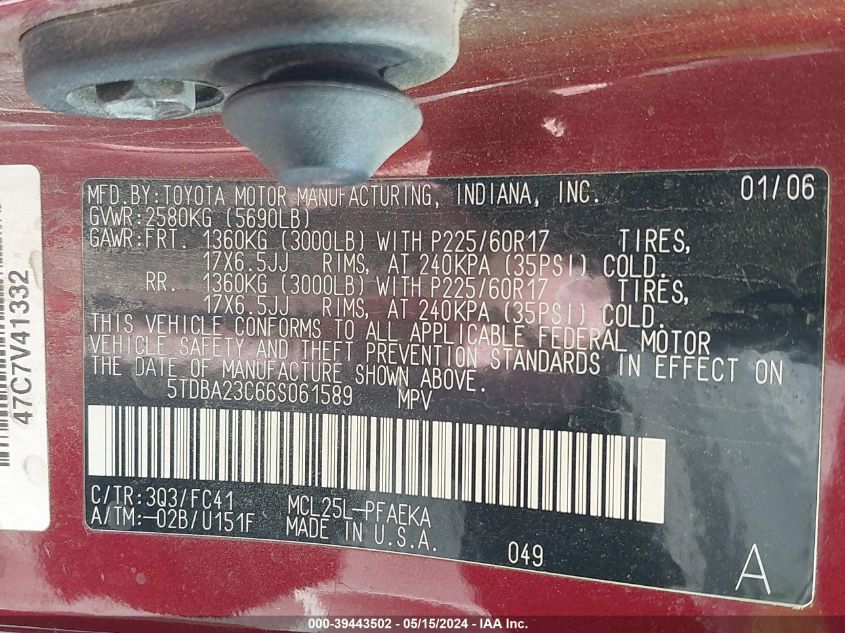 MFD.BY:TOYOTA MOTOR MANUFACTURING, INDIANA, INC. 01/06
GVWR:2580KG (5690LB)
GAWR:FRT. 1360KG (3000LB) WITH P225/60R17 TIRES,
17X6.5JJ RIMS, AT 240KPA (35PSI) COLD.
RR. 1360KG (3000LB) WITH P225/60R17 TIRES,
17X6.5JJ RIMS, AT 240KPA (35PSI) COLD.
THIS VEHICLE CONFORMS TO ALL APPLICABLE FEDERAL MOTOR
VEHICLE SAFETY AND THEFT PREVENTION STANDARDS IN EFFECT ON
THE DATE OF MANUFACTURE SHOWN ABOVE.
5TDBA23C66S061589 MPV
C/TR:3Q3/FC41 MCL25L-PFAEKA
A/TM:-02B/U151F MADE IN U.S.A.
049
A
47C7V41332
000-39443502 - 05/15/2024 - IAA, Inc.